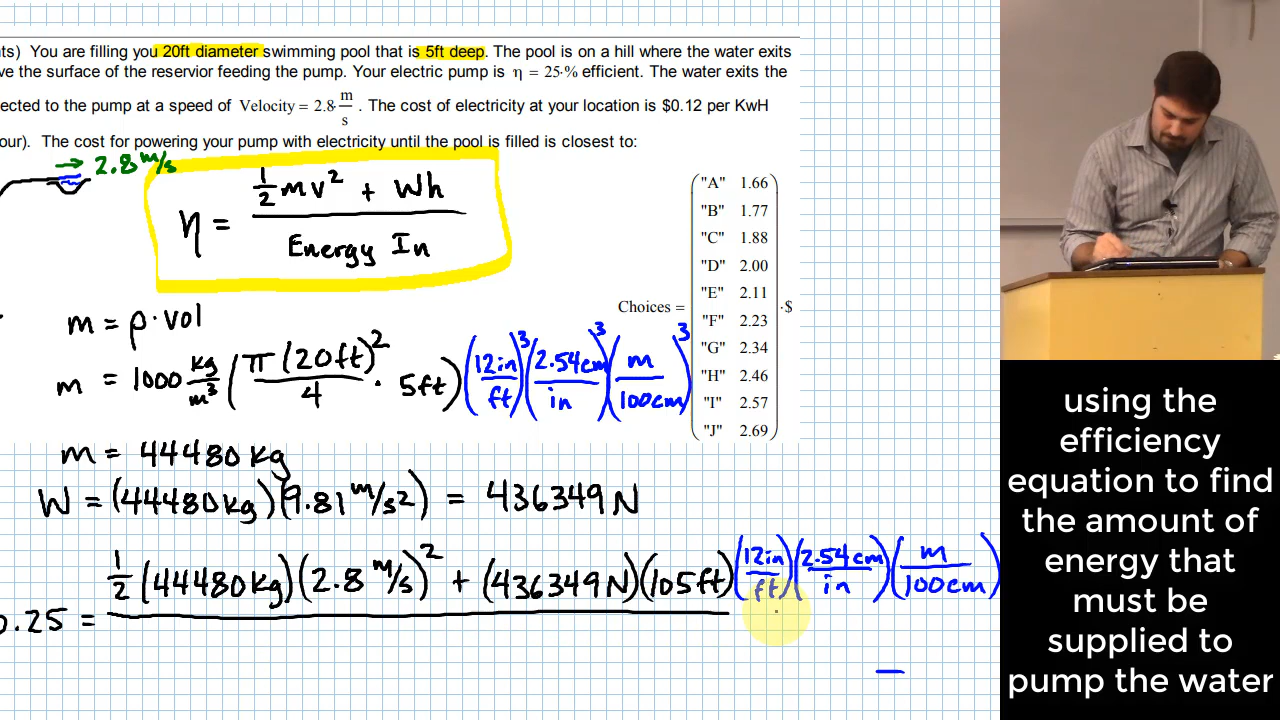 ts) You are filling you 20ft diameter swimming pool that is 5ft deep. The pool is on a hill where the water exits
ve the surface of the reservior feeding the pump. Your electric pump is η = 25·% efficient. The water exits the
ected to the pump at a speed of Velocity = 2.8 m/s . The cost of electricity at your location is $0.12 per KwH
our). The cost for powering your pump with electricity until the pool is filled is closest to:
→ 2.8 m/s
η = (½mv² + Wh) / Energy In
Choices =
"A" 1.66
"B" 1.77
"C" 1.88
"D" 2.00
"E" 2.11
"F" 2.23
"G" 2.34
"H" 2.46
"I" 2.57
"J" 2.69
·$
m = ρ·vol
m = 1000 kg/m³ (π(20ft)²/4 · 5ft)(12in/ft)³(2.54cm/in)³(m/100cm)³
m = 44480 kg
W = (44480kg)(9.81 m/s²) = 436349 N
0.25 = ½(44480kg)(2.8 m/s)² + (436349N)(105ft)(12in/ft)(2.54cm/in)(m/100cm)
using the
efficiency
equation to find
the amount of
energy that
must be
supplied to
pump the water